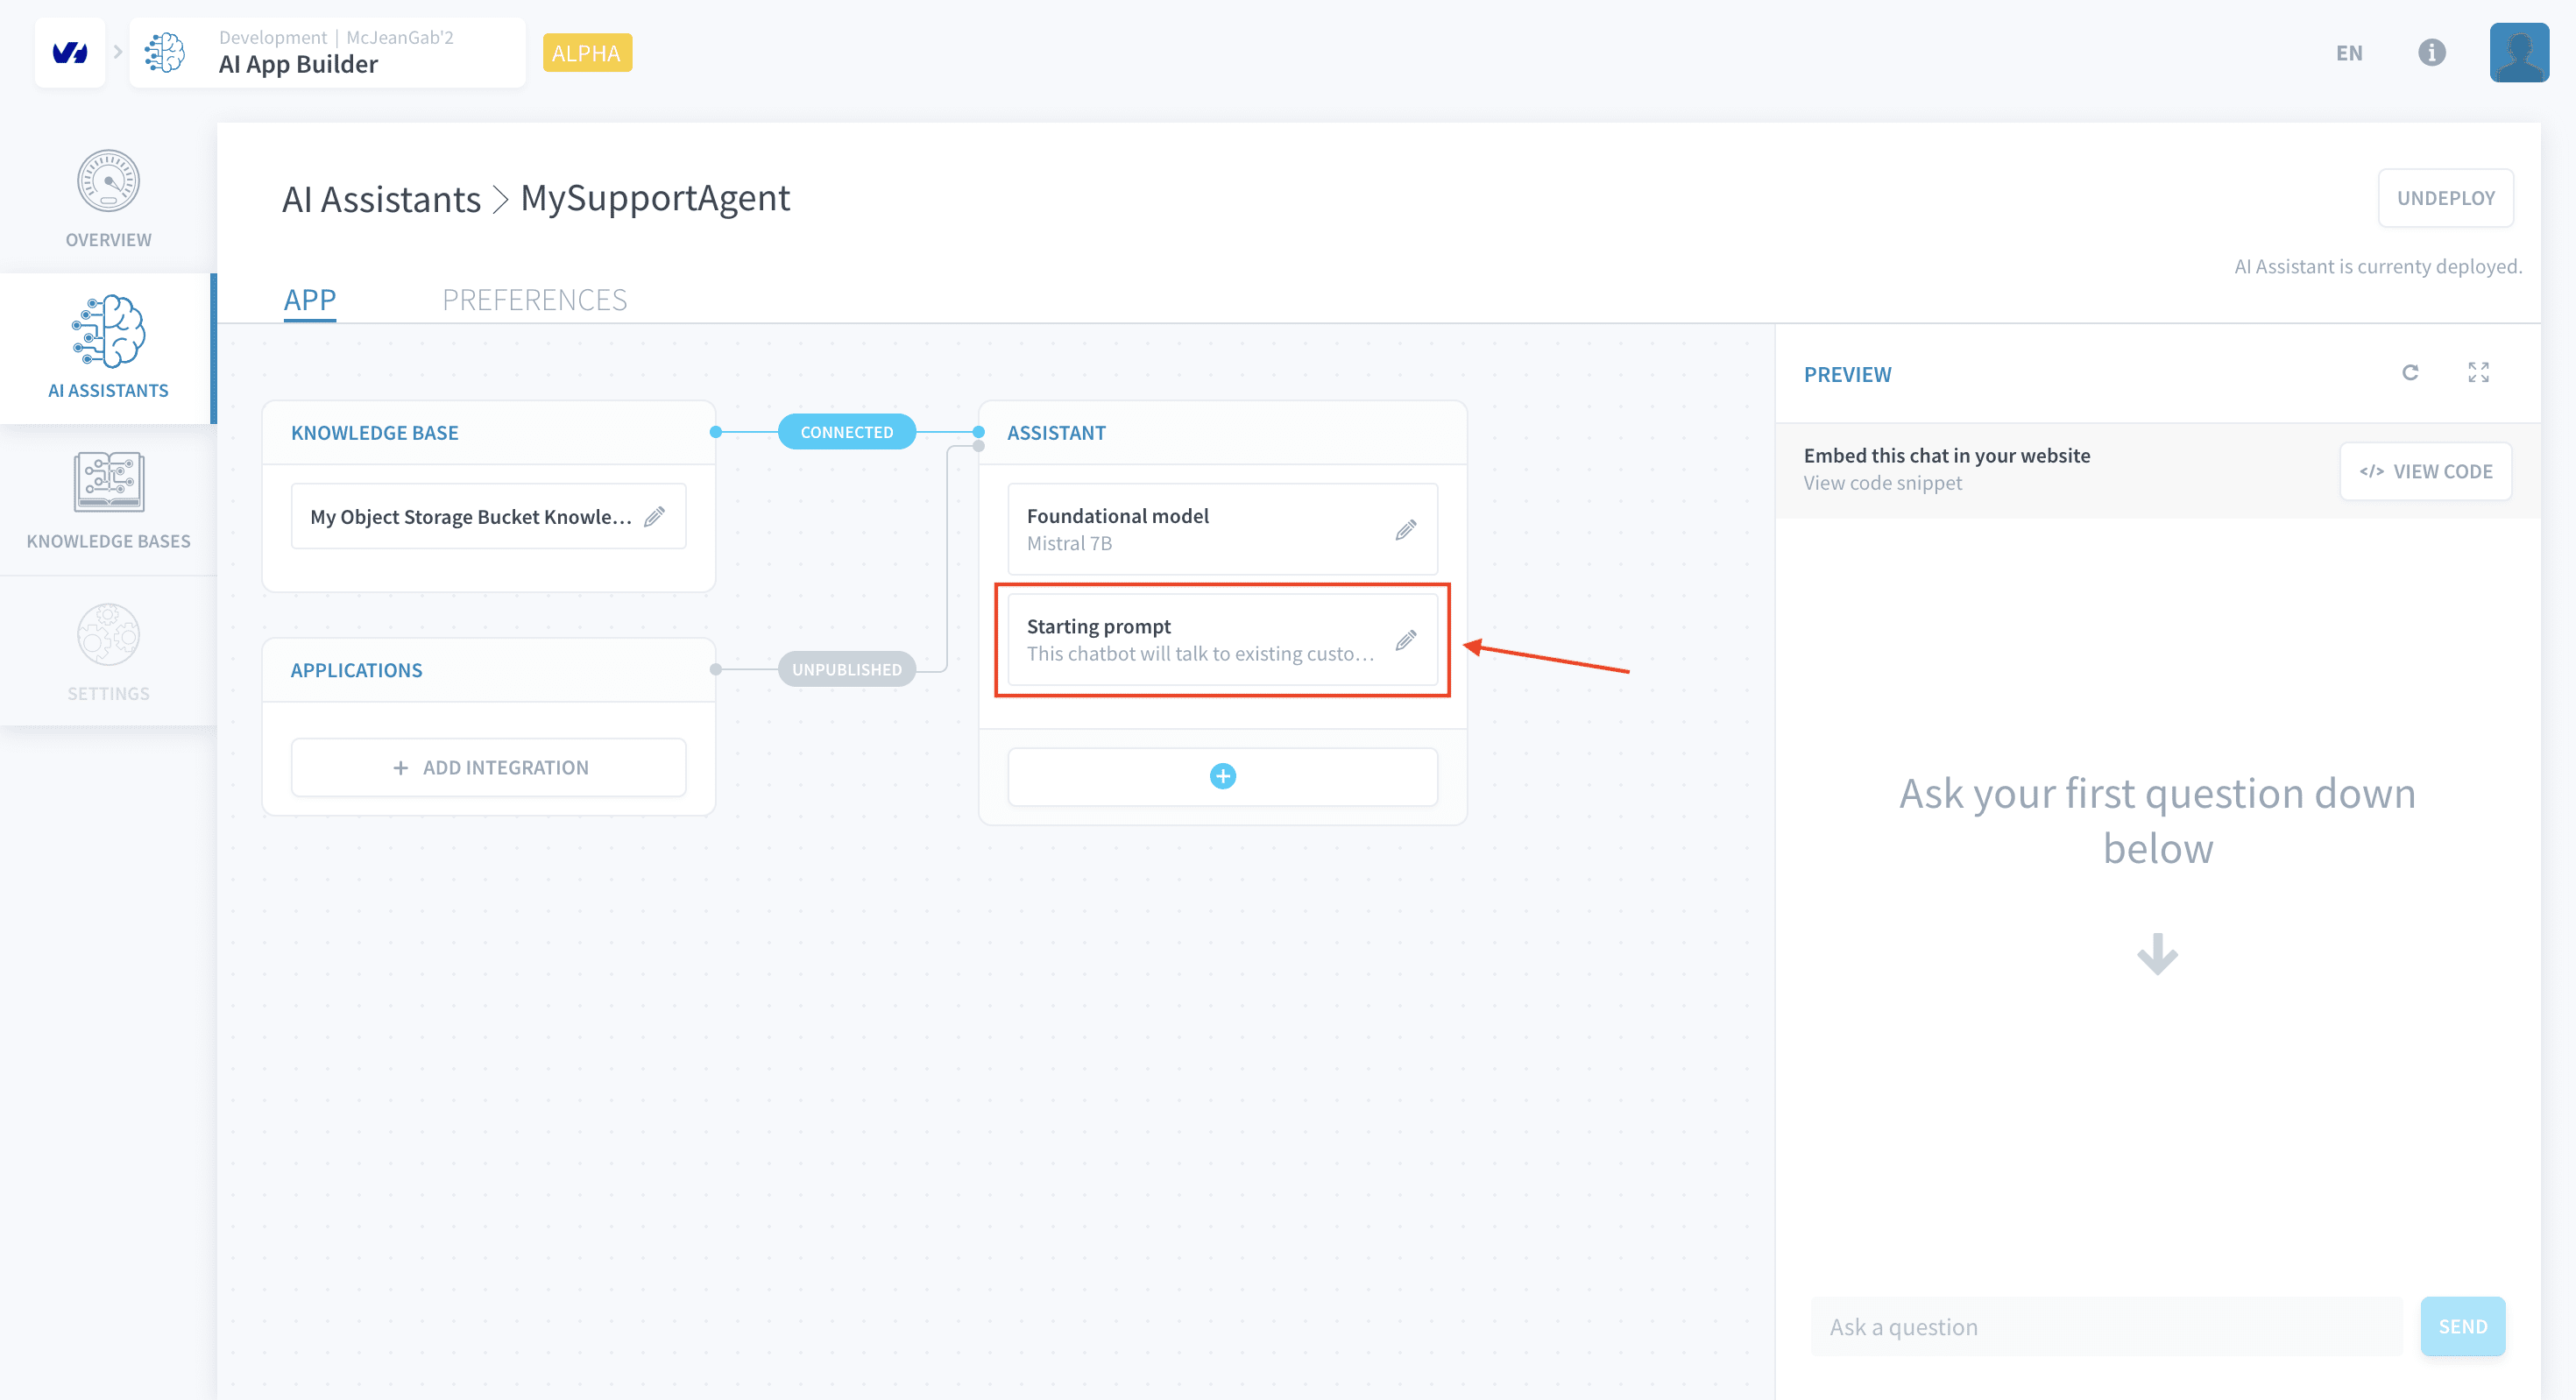 Development | McJeanGab'2
AI App Builder
ALPHA
EN
OVERVIEW
AI ASSISTANTS
KNOWLEDGE BASES
SETTINGS
AI Assistants > MySupportAgent
UNDEPLOY
AI Assistant is currenty deployed.
APP
PREFERENCES
KNOWLEDGE BASE
My Object Storage Bucket Knowle...
CONNECTED
APPLICATIONS
UNPUBLISHED
+ ADD INTEGRATION
ASSISTANT
Foundational model
Mistral 7B
Starting prompt
This chatbot will talk to existing custo...
PREVIEW
Embed this chat in your website
View code snippet
</> VIEW CODE
Ask your first question down
below
Ask a question
SEND